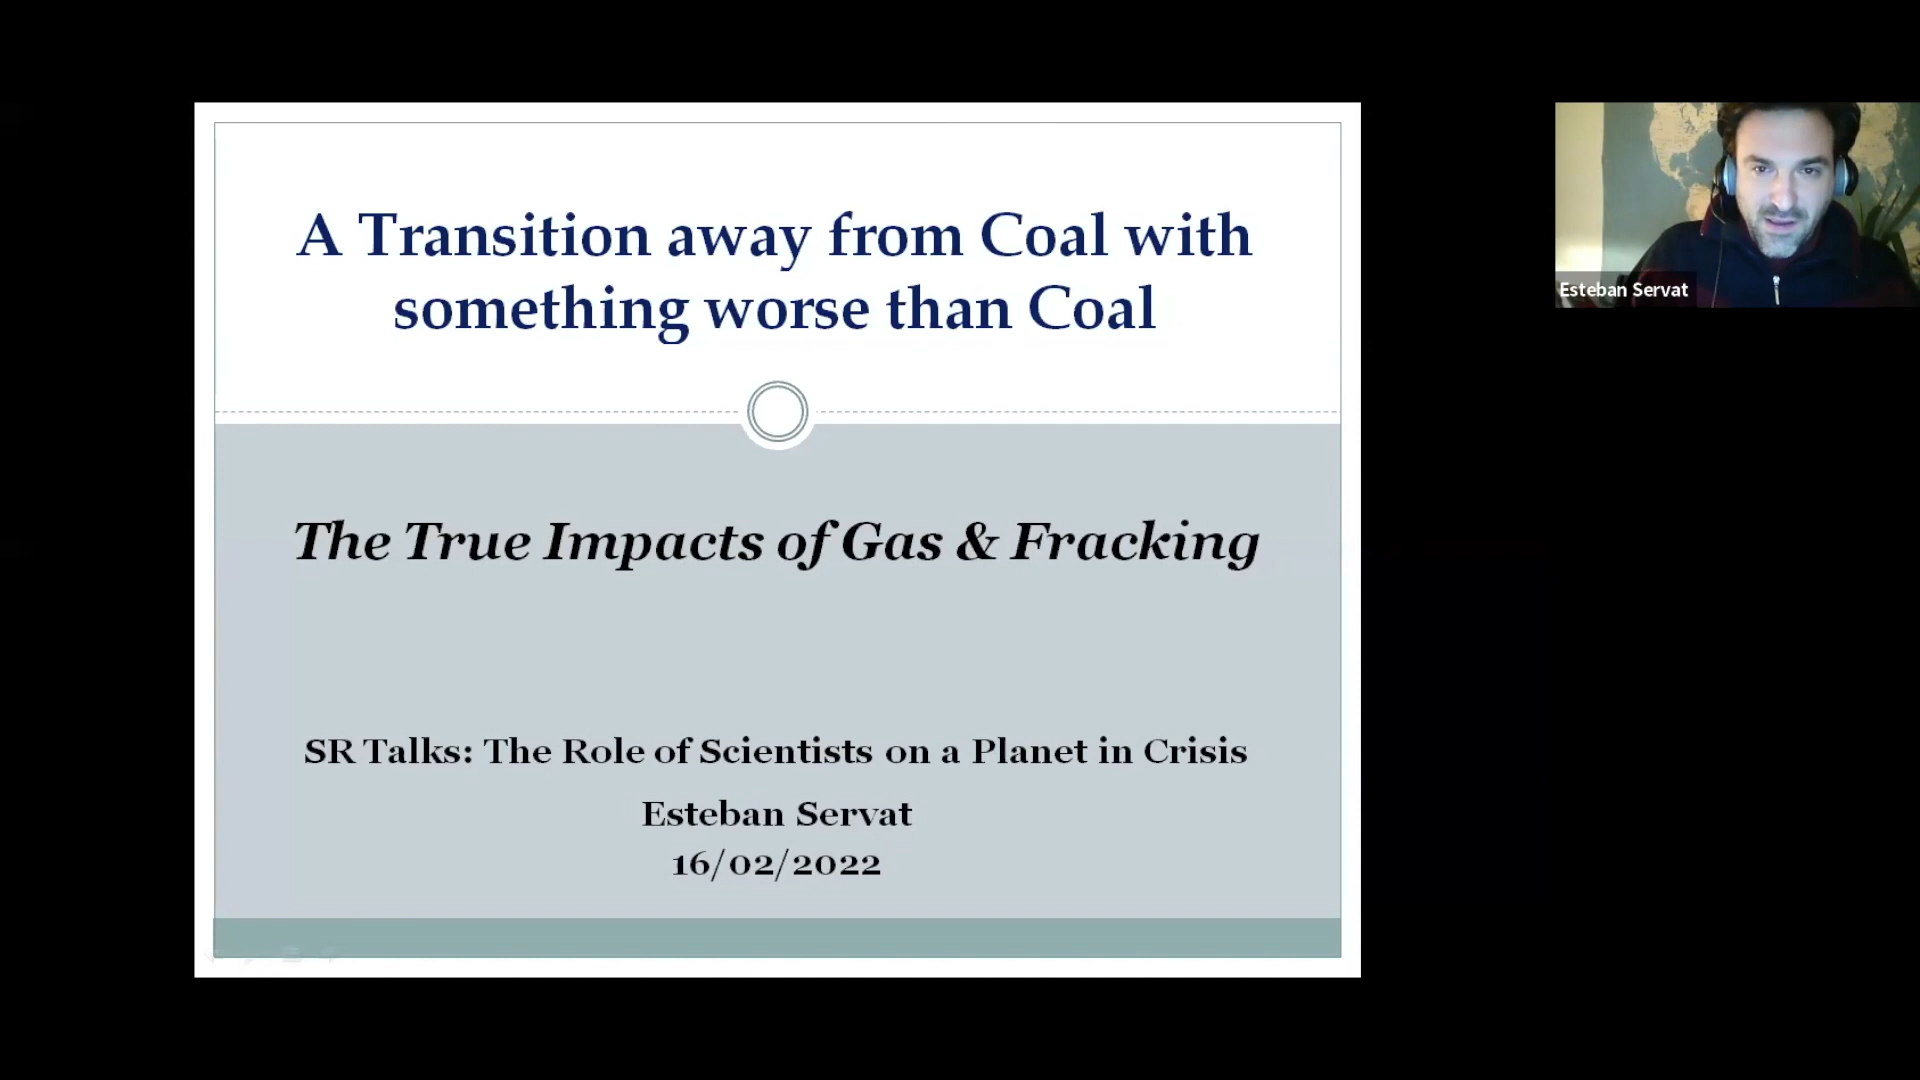 A Transition away from Coal with
something worse than Coal
The True Impacts of Gas & Fracking
SR Talks: The Role of Scientists on a Planet in Crisis
Esteban Servat
16/02/2022
Esteban Servat